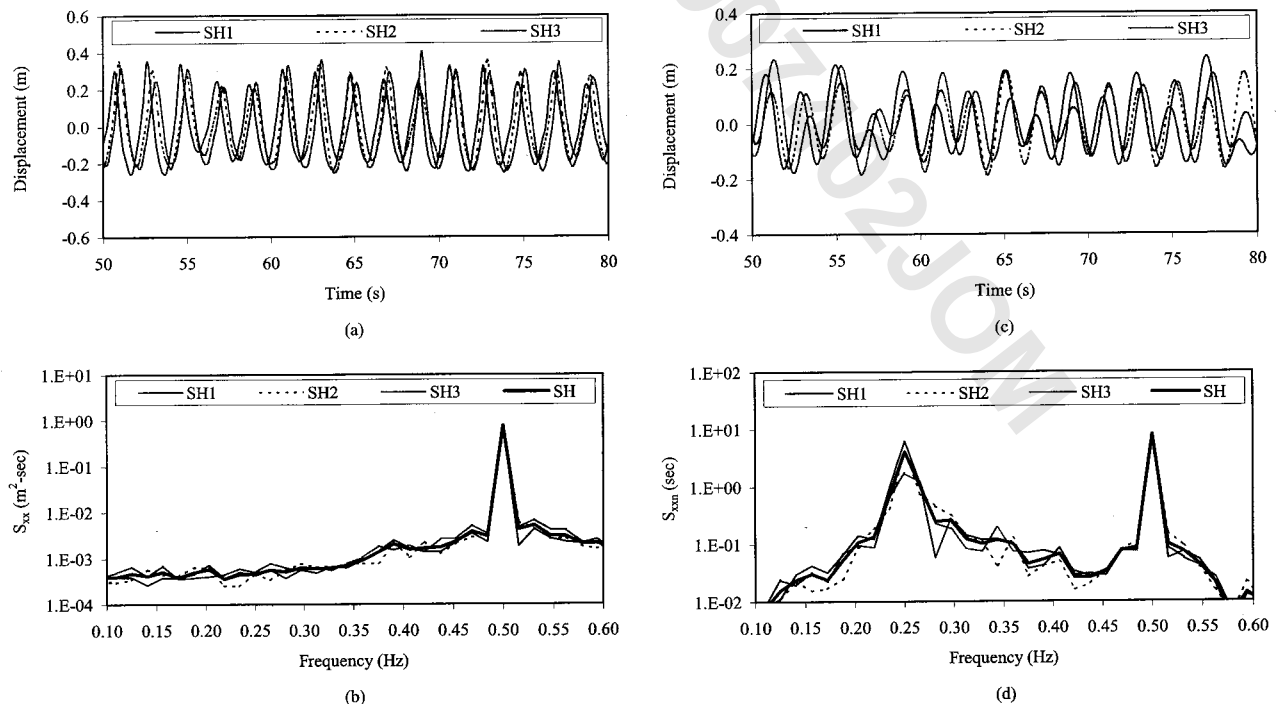 SH1 SH2 SH3
Displacement (m)
0.6
0.4
0.2
0.0
-0.2
-0.4
-0.6
50 55 60 65 70 75 80
Time (s)
(a)
SH1 SH2 SH3
Displacement (m)
0.4
0.2
0.0
-0.2
-0.4
50 55 60 65 70 75 80
Time (s)
(c)
SH1 SH2 SH3 SH
Sxx (m²-sec)
1.E+01
1.E+00
1.E-01
1.E-02
1.E-03
1.E-04
0.10 0.15 0.20 0.25 0.30 0.35 0.40 0.45 0.50 0.55 0.60
Frequency (Hz)
(b)
SH1 SH2 SH3 SH
Sxxn (sec)
1.E+02
1.E+01
1.E+00
1.E-01
1.E-02
0.10 0.15 0.20 0.25 0.30 0.35 0.40 0.45 0.50 0.55 0.60
Frequency (Hz)
(d)